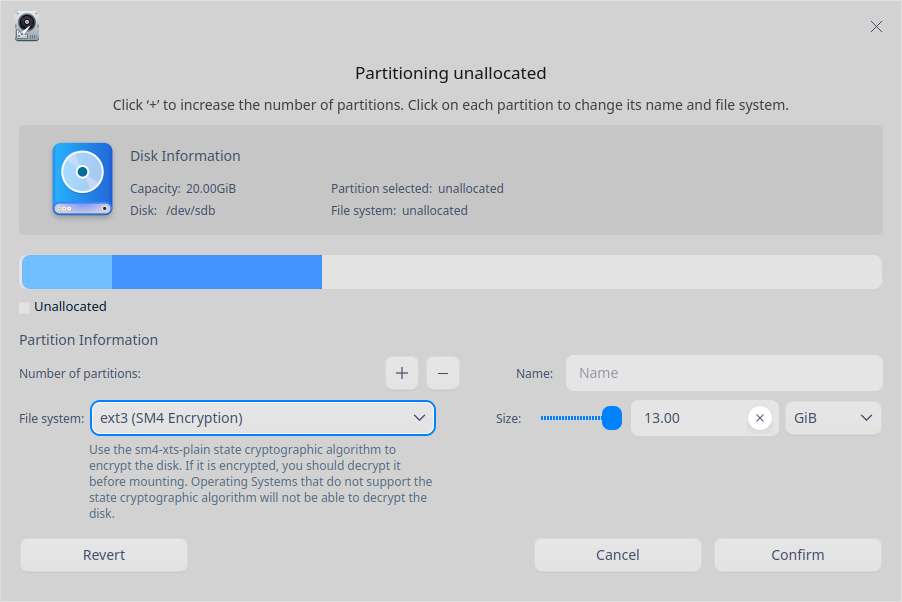 Partitioning unallocated
Click ‘+’ to increase the number of partitions. Click on each partition to change its name and file system.
Disk Information
Capacity: 20.00GiB
Partition selected: unallocated
Disk: /dev/sdb
File system: unallocated
Unallocated
Partition Information
Number of partitions:
+
−
Name:
Name
File system:
ext3 (SM4 Encryption)
Size:
13.00
GiB
Use the sm4-xts-plain state cryptographic algorithm to
encrypt the disk. If it is encrypted, you should decrypt it
before mounting. Operating Systems that do not support the
state cryptographic algorithm will not be able to decrypt the
disk.
Revert
Cancel
Confirm